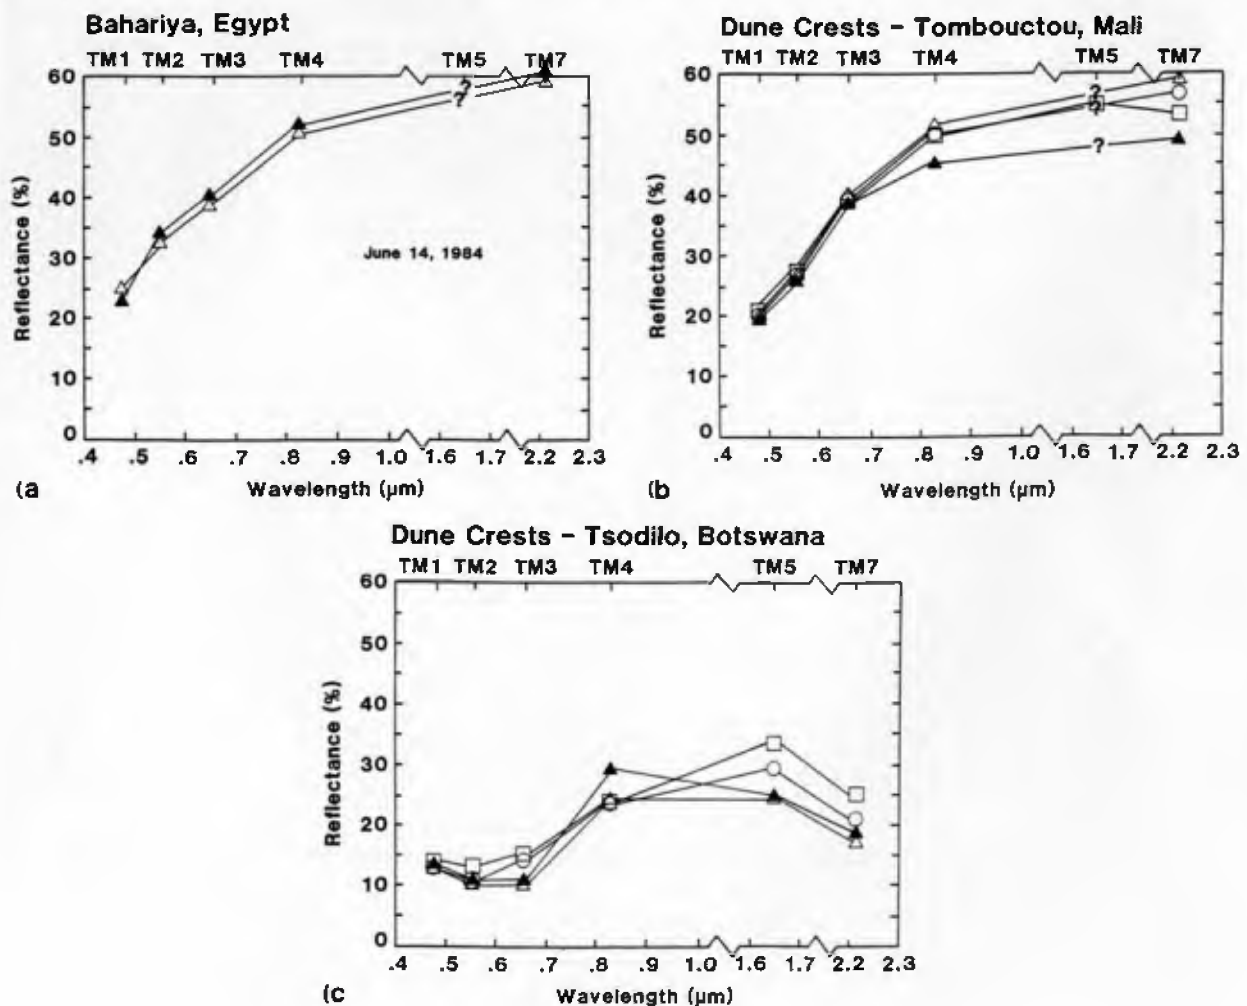 Bahariya, Egypt
TM1 TM2 TM3 TM4 TM5 TM7
60
50
40
30
20
10
0
Reflectance (%)
?
?
June 14, 1984
.4 .5 .6 .7 .8 .9 1.0 1.6 1.7 2.2 2.3
(a
Wavelength (µm)
Dune Crests - Tombouctou, Mali
TM1 TM2 TM3 TM4 TM5 TM7
60
50
40
30
20
10
0
Reflectance (%)
?
?
?
.4 .5 .6 .7 .8 .9 1.0 1.6 1.7 2.2 2.3
(b
Wavelength (µm)
Dune Crests - Tsodilo, Botswana
TM1 TM2 TM3 TM4 TM5 TM7
60
50
40
30
20
10
0
Reflectance (%)
.4 .5 .6 .7 .8 .9 1.0 1.6 1.7 2.2 2.3
(c
Wavelength (µm)